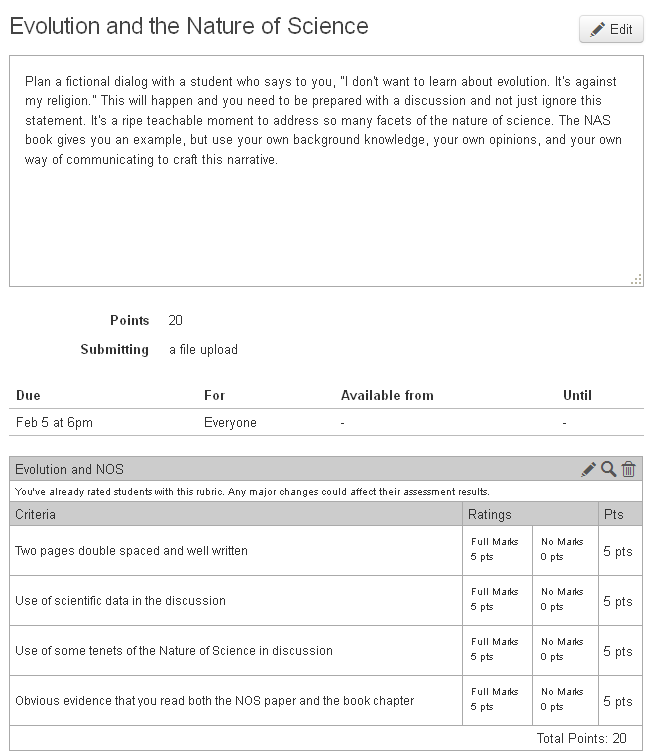 Evolution and the Nature of Science
Edit
Plan a fictional dialog with a student who says to you, "I don't want to learn about evolution. It's against
my religion." This will happen and you need to be prepared with a discussion and not just ignore this
statement. It's a ripe teachable moment to address so many facets of the nature of science. The NAS
book gives you an example, but use your own background knowledge, your own opinions, and your own
way of communicating to craft this narrative.
Points 20
Submitting a file upload
Due For Available from Until
Feb 5 at 6pm Everyone - -
Evolution and NOS
You've already rated students with this rubric. Any major changes could affect their assessment results.
Criteria Ratings Pts
Two pages double spaced and well written Full Marks 5 pts No Marks 0 pts 5 pts
Use of scientific data in the discussion Full Marks 5 pts No Marks 0 pts 5 pts
Use of some tenets of the Nature of Science in discussion Full Marks 5 pts No Marks 0 pts 5 pts
Obvious evidence that you read both the NOS paper and the book chapter Full Marks 5 pts No Marks 0 pts 5 pts
Total Points: 20